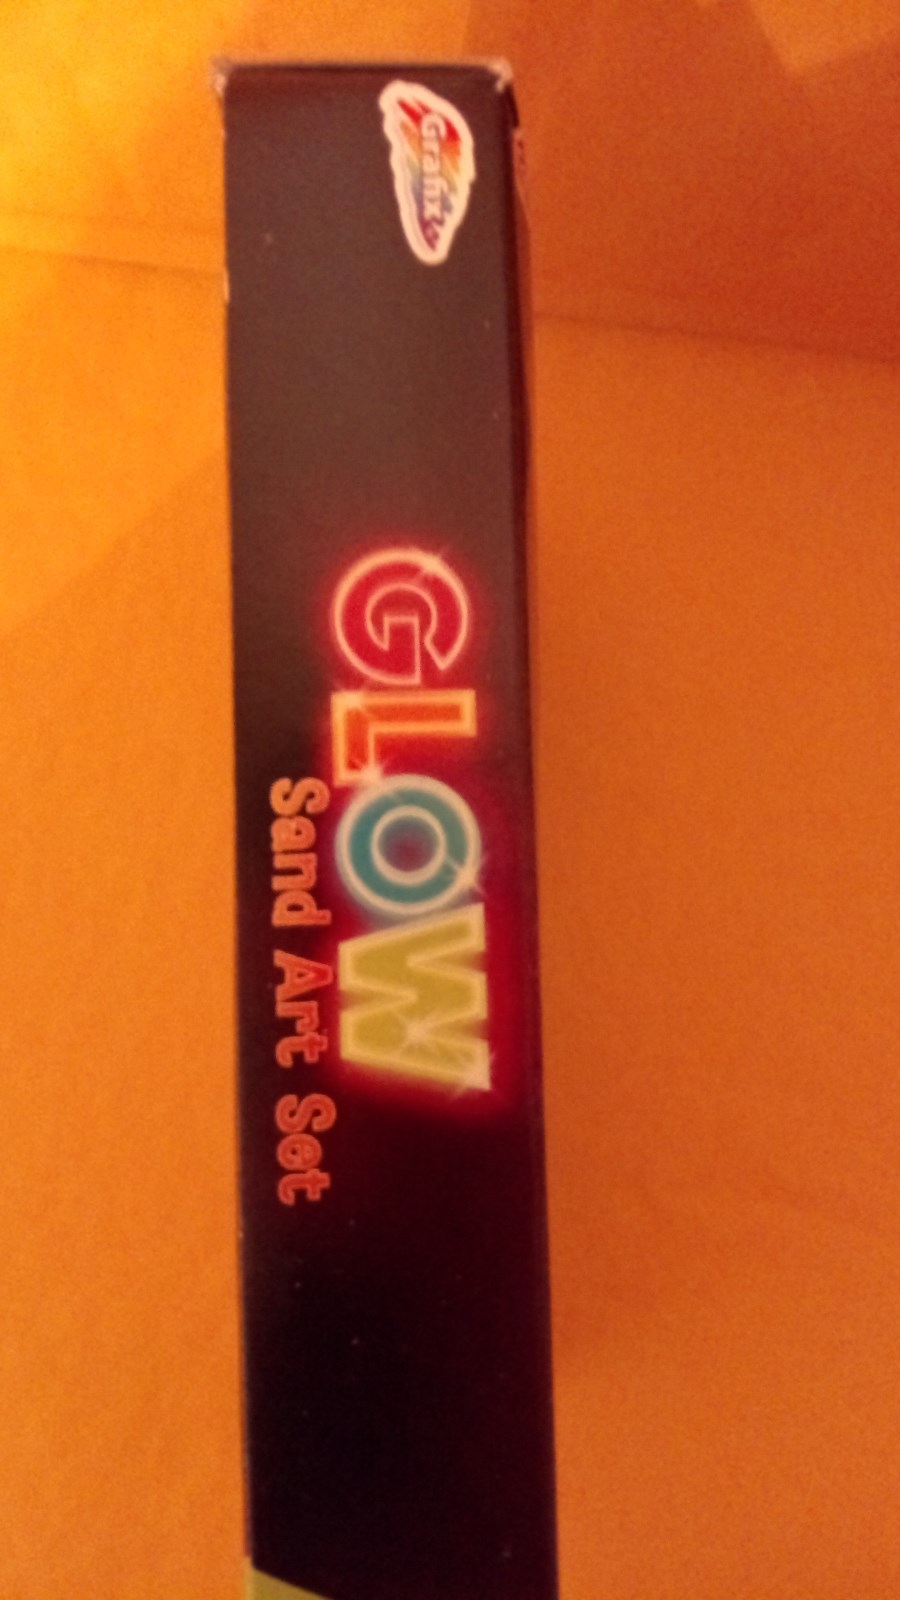 Grafix
GLOW
Sand Art Set